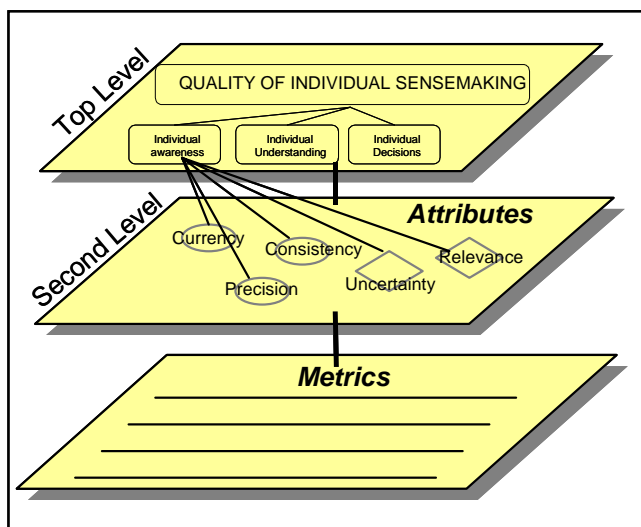 Top Level
QUALITY OF INDIVIDUAL SENSEMAKING
Individual
awareness
Individual
Understanding
Individual
Decisions
Second Level
Attributes
Currency
Consistency
Relevance
Precision
Uncertainty
Metrics